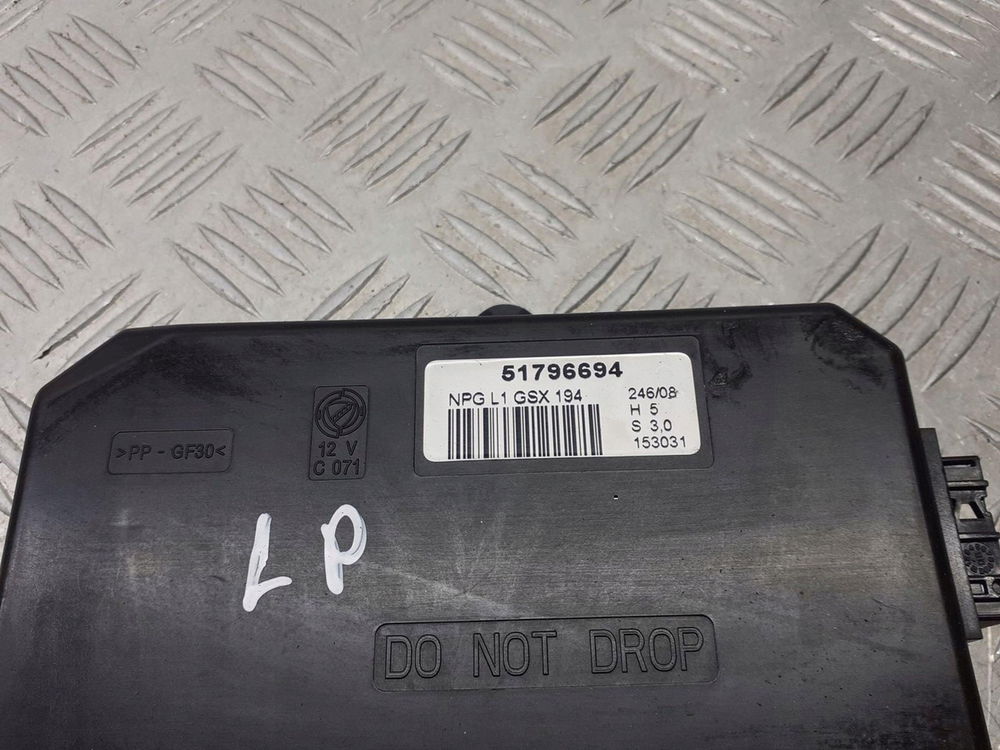 51796694
NPG L1 GSX 194
246/08
H 5
S 3,0
153031
>PP - GF30<
12 V
C 071
LP
DO NOT DROP